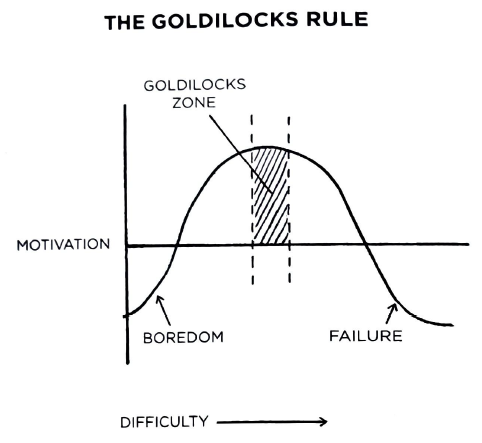 THE GOLDILOCKS RULE
GOLDILOCKS
ZONE
MOTIVATION
BOREDOM
FAILURE
DIFFICULTY